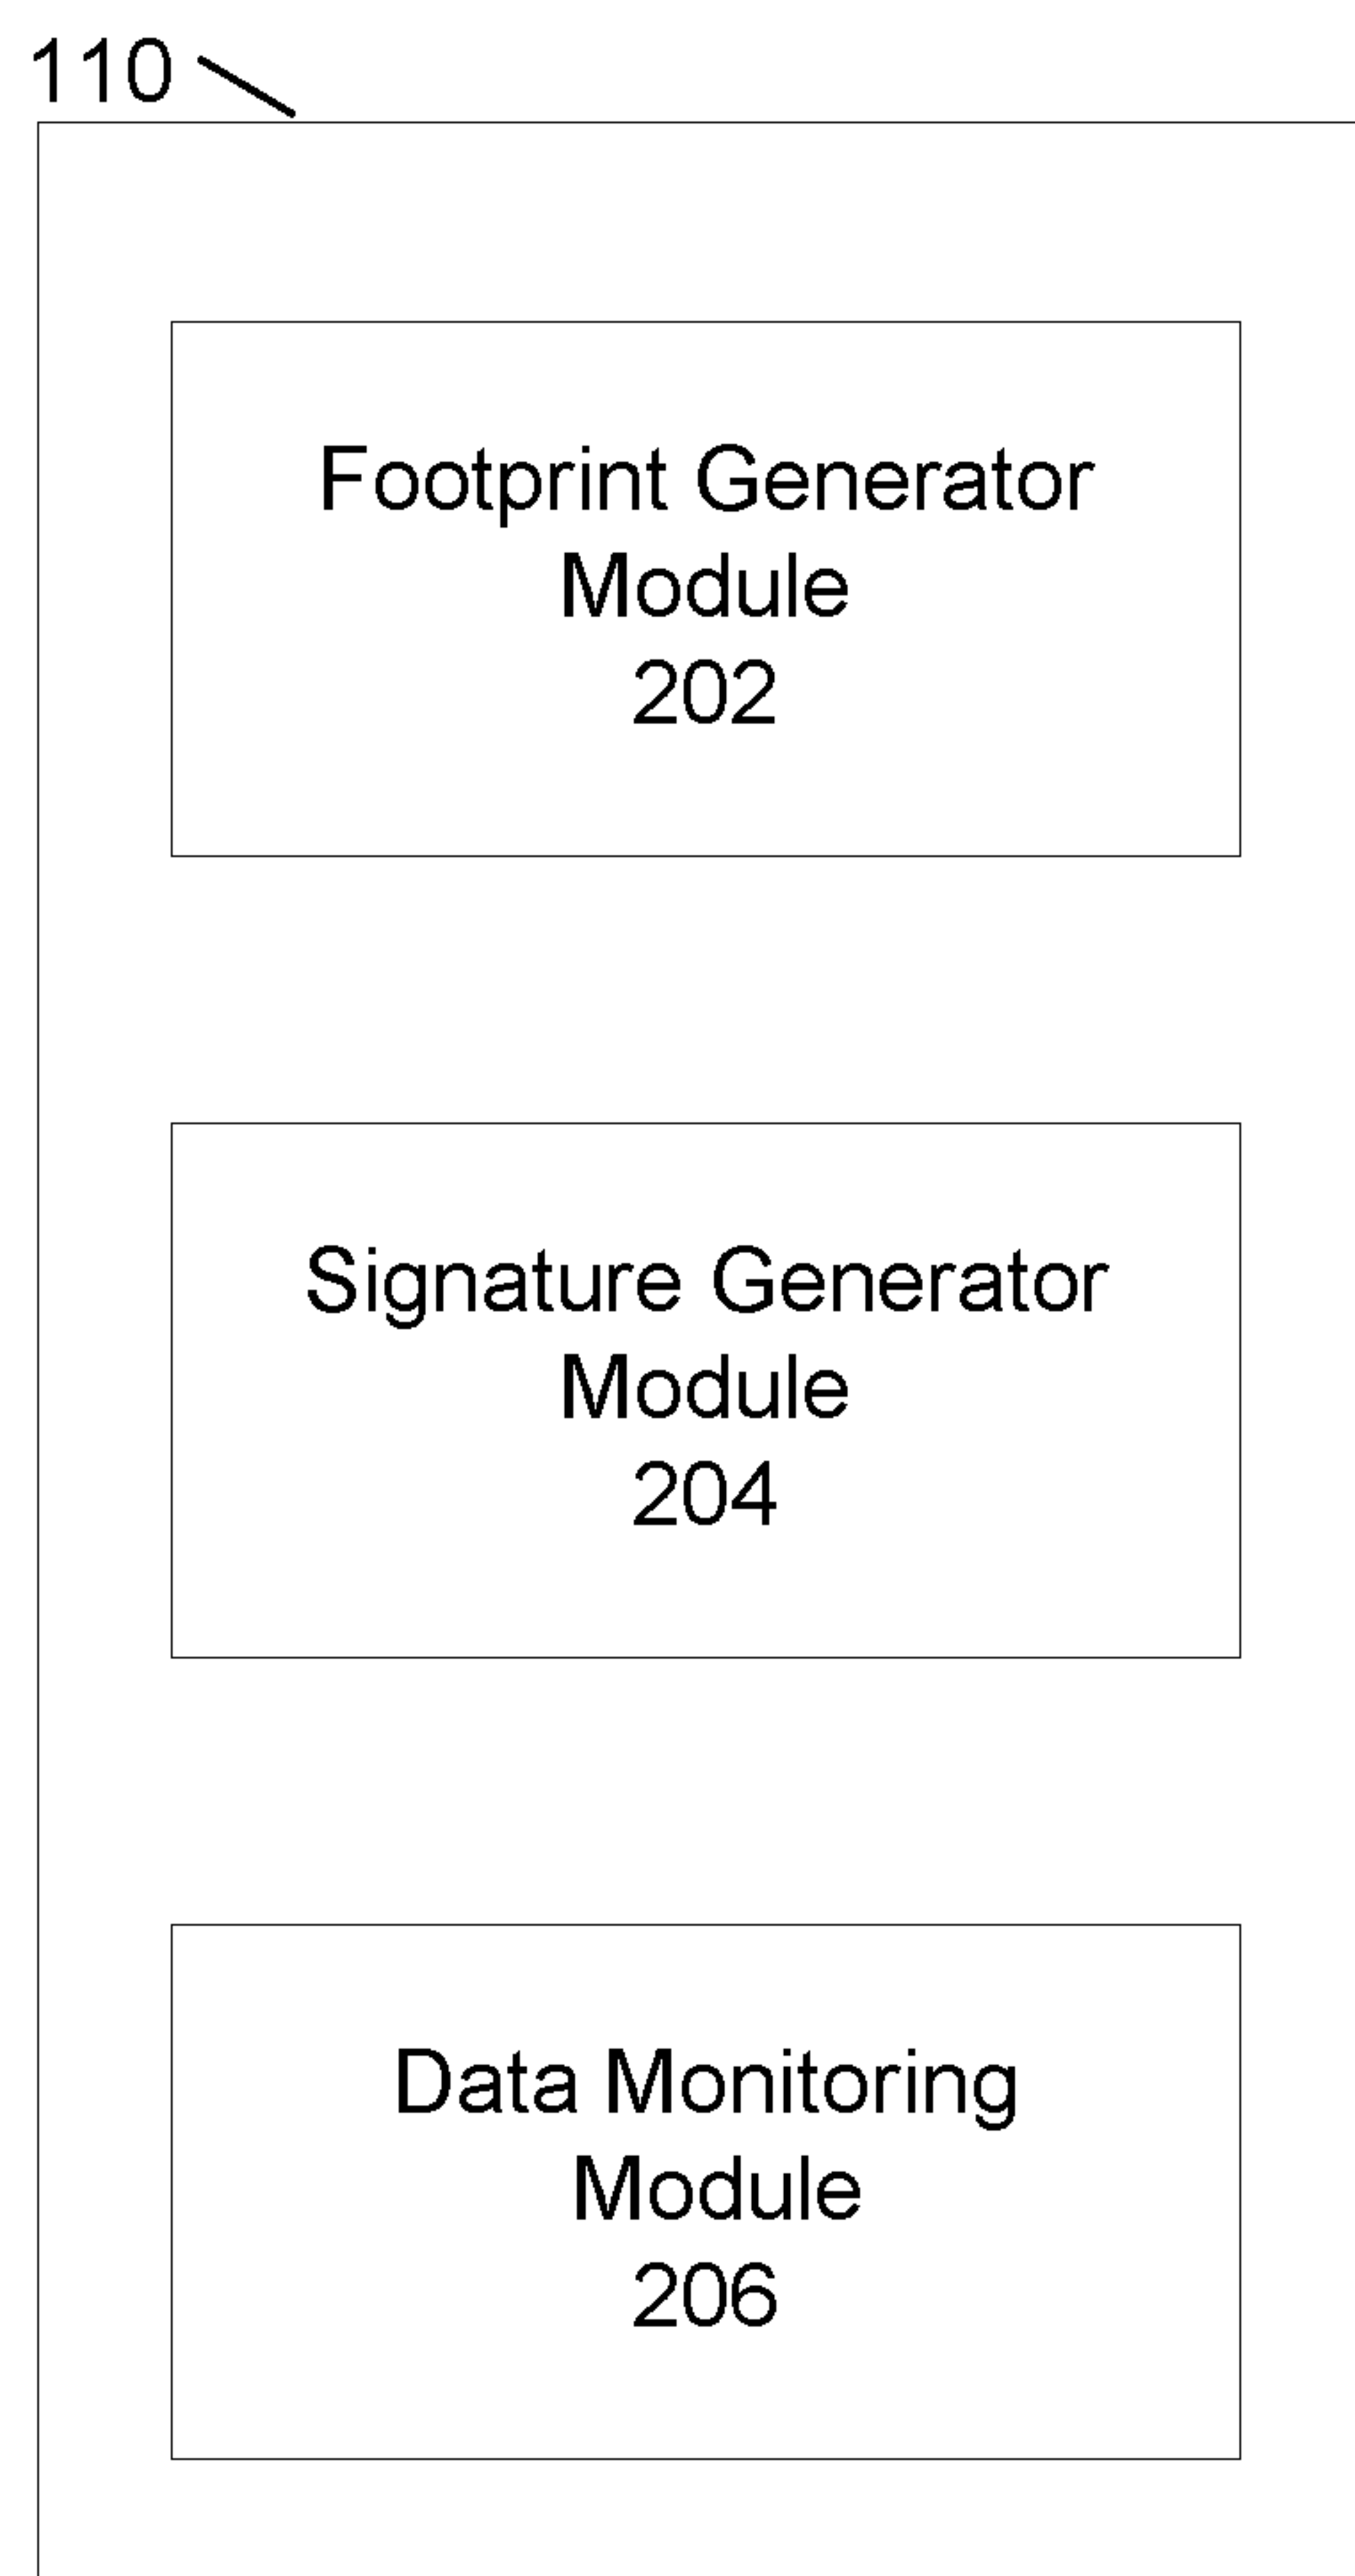 110
Footprint Generator
Module
202
Signature Generator
Module
204
Data Monitoring
Module
206